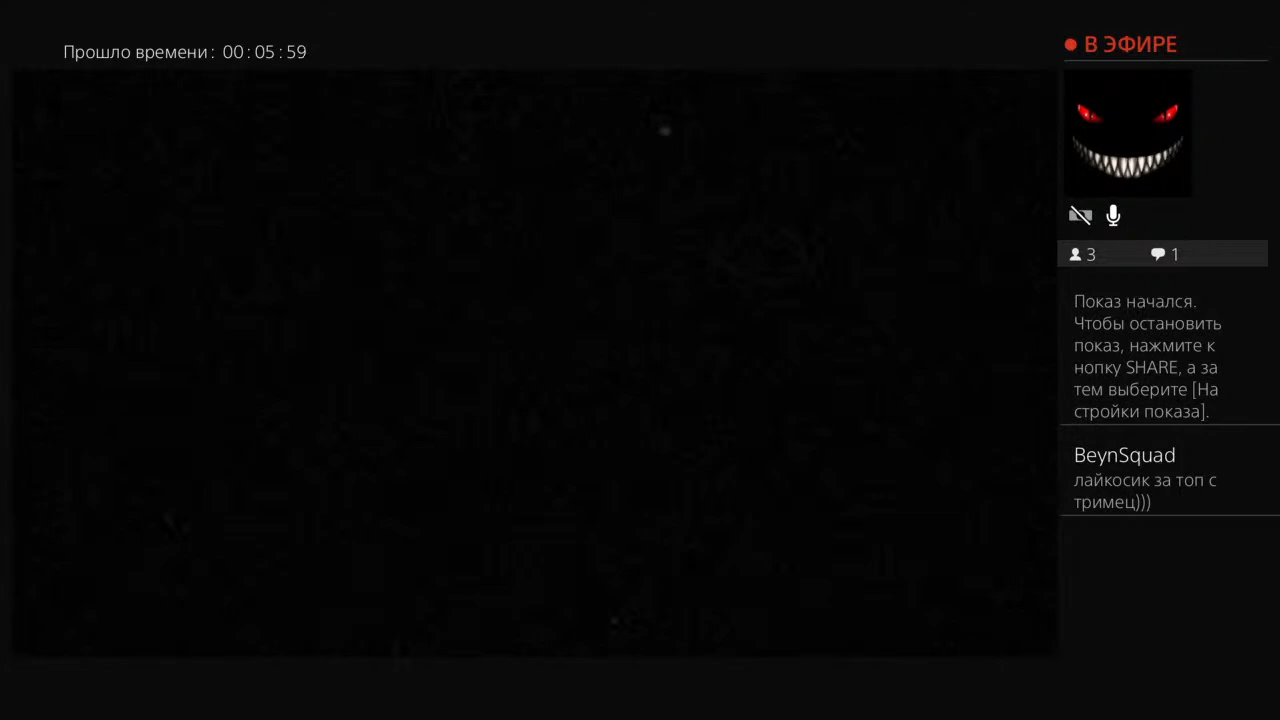 Прошло времени: 00:05:59
В ЭФИРЕ
3 1
Показ начался.
Чтобы остановить
показ, нажмите к
нопку SHARE, а за
тем выберите [На
стройки показа].
BeynSquad
лайкосик за топ с
тримец)))